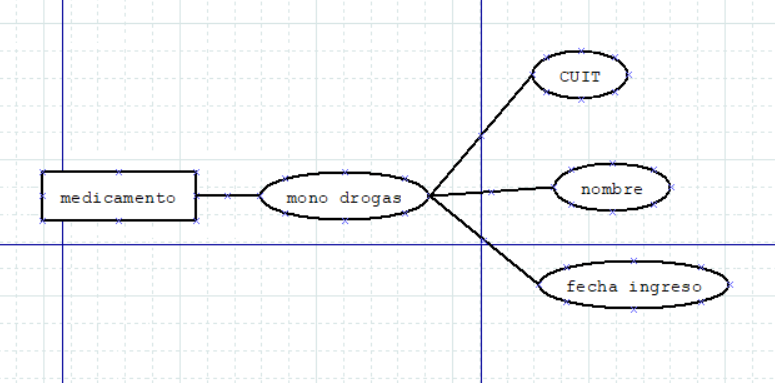 CUIT
medicamento
mono drogas
nombre
fecha ingreso